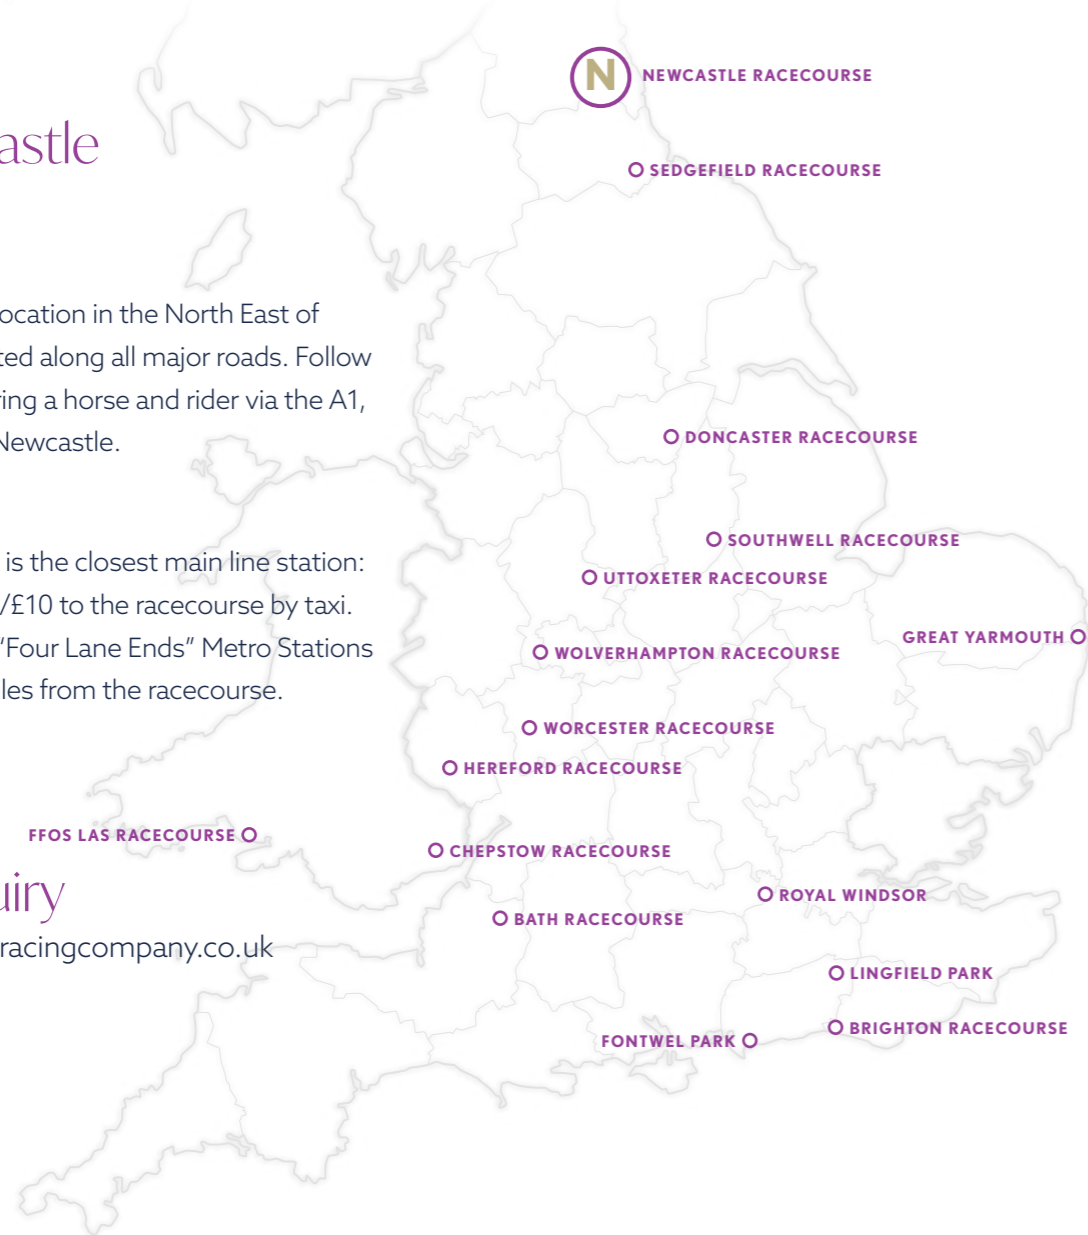 N
NEWCASTLE RACECOURSE
astle
SEDGEFIELD RACECOURSE
ocation in the North East of
ted along all major roads. Follow
ring a horse and rider via the A1,
Newcastle.
DONCASTER RACECOURSE
SOUTHWELL RACECOURSE
is the closest main line station:
UTTOXETER RACECOURSE
/£10 to the racecourse by taxi.
“Four Lane Ends” Metro Stations
les from the racecourse.
GREAT YARMOUTH
WOLVERHAMPTON RACECOURSE
WORCESTER RACECOURSE
HEREFORD RACECOURSE
FFOS LAS RACECOURSE
CHEPSTOW RACECOURSE
uiry
racingcompany.co.uk
ROYAL WINDSOR
BATH RACECOURSE
LINGFIELD PARK
BRIGHTON RACECOURSE
FONTWEL PARK